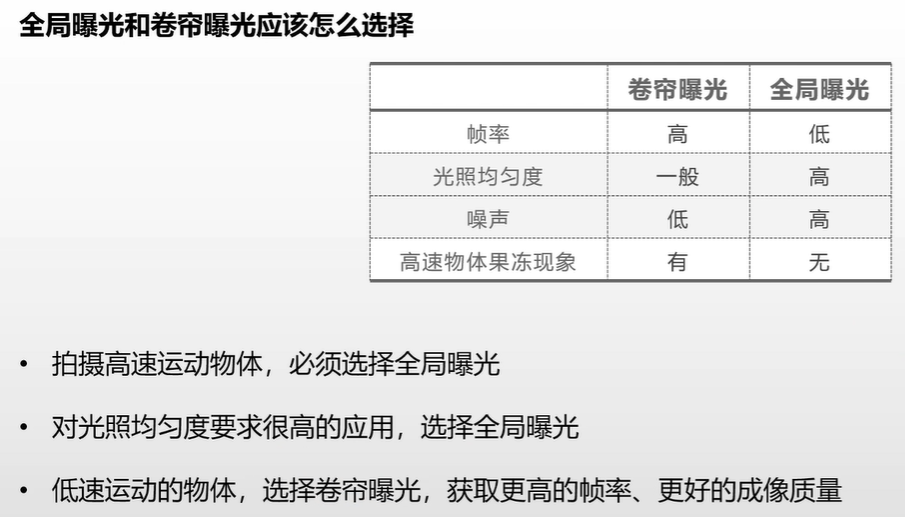 全局曝光和卷帘曝光应该怎么选择
卷帘曝光 全局曝光
帧率 高 低
光照均匀度 一般 高
噪声 低 高
高速物体果冻现象 有 无
• 拍摄高速运动物体，必须选择全局曝光
• 对光照均匀度要求很高的应用，选择全局曝光
• 低速运动的物体，选择卷帘曝光，获取更高的帧率、更好的成像质量